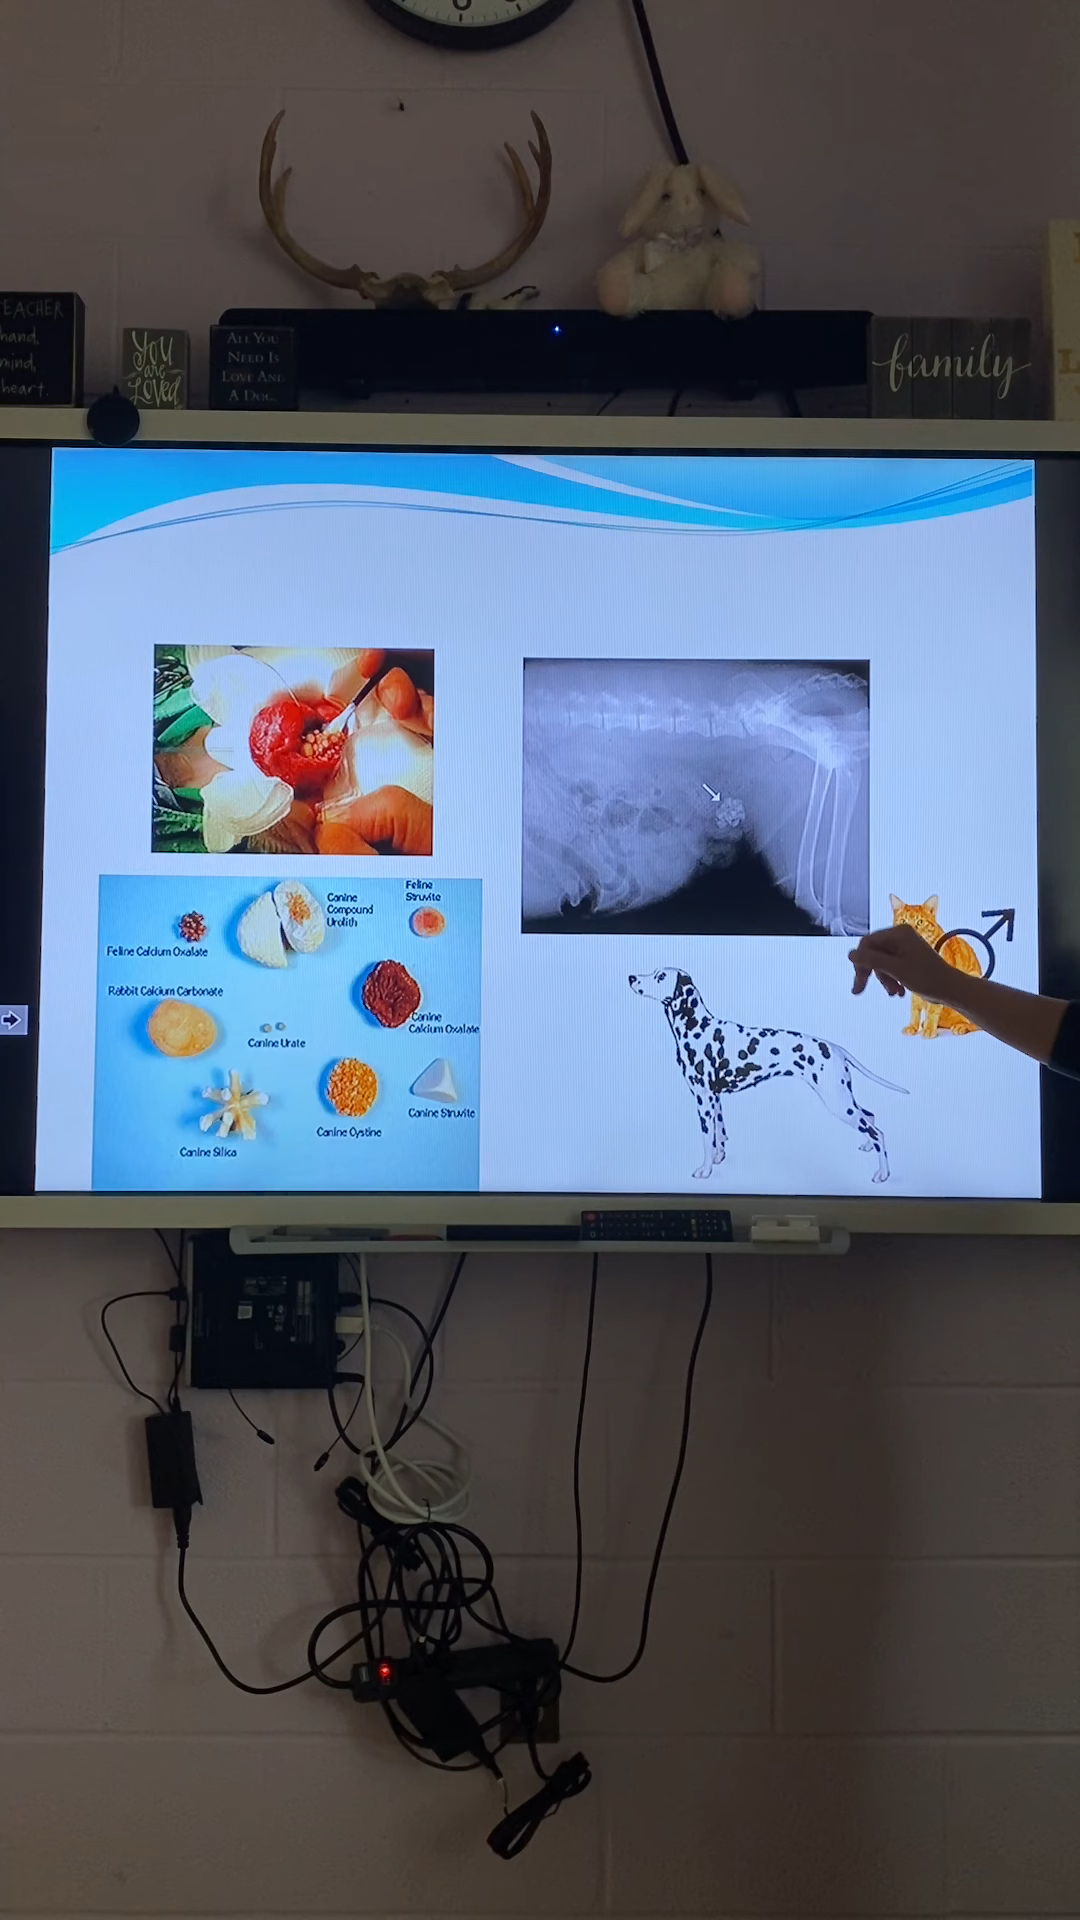 TEACHER
hand,
mind,
heart.
You
are
Loved
ALL YOU
NEED IS
LOVE AND
A DOG.
family
Feline
Struvite
Canine
Compound
Urolith
Feline Calcium Oxalate
Rabbit Calcium Carbonate
Canine
Calcium Oxalate
Canine Urate
Canine Struvite
Canine Cystine
Canine Silica